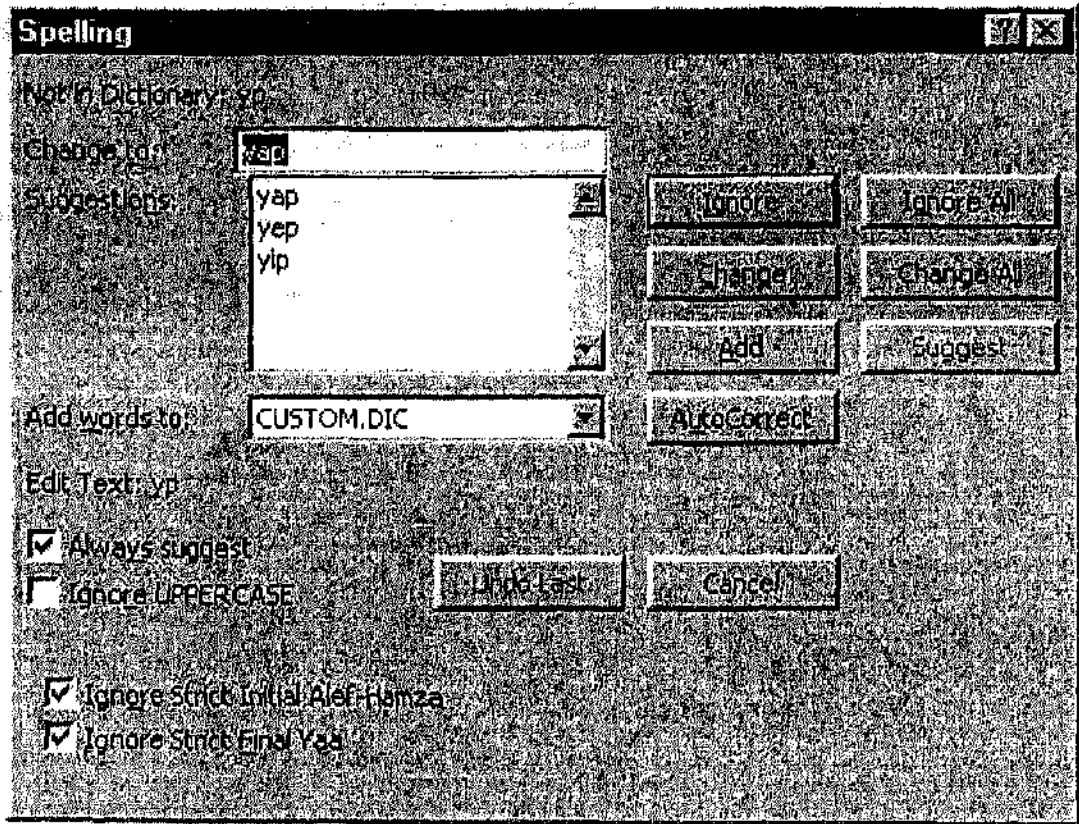 Spelling
Not in Dictionary: yp
Change to: yap
Suggestions:
yap
yep
yip
Ignore Ignore All
Change Change All
Add Suggest
Add words to: CUSTOM.DIC AutoCorrect
Edit Text: yp
Always suggest
Ignore UPPERCASE
Undo Last Cancel
Ignore Strict Initial Alef-Hamza
Ignore Strict Final Yaa